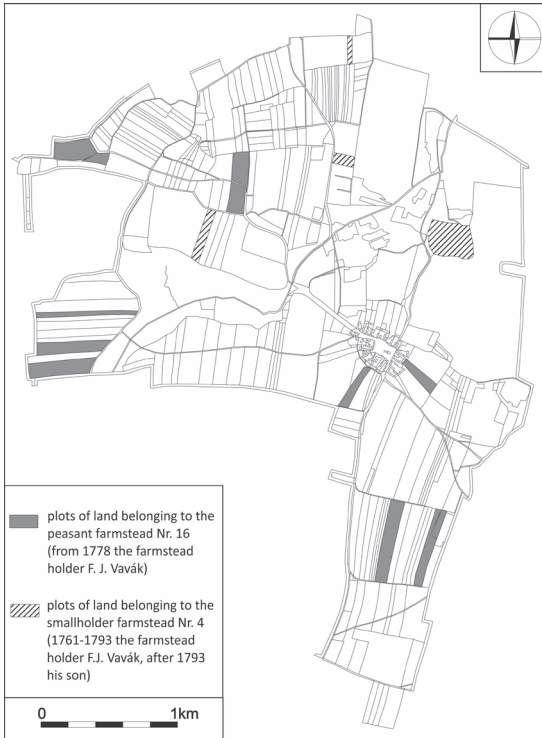 plots of land belonging to the
peasant farmstead Nr. 16
(from 1778 the farmstead
holder F. J. Vavák)
plots of land belonging to the
smallholder farmstead Nr. 4
(1761-1793 the farmstead
holder F.J. Vavák, after 1793
his son)
0 1km